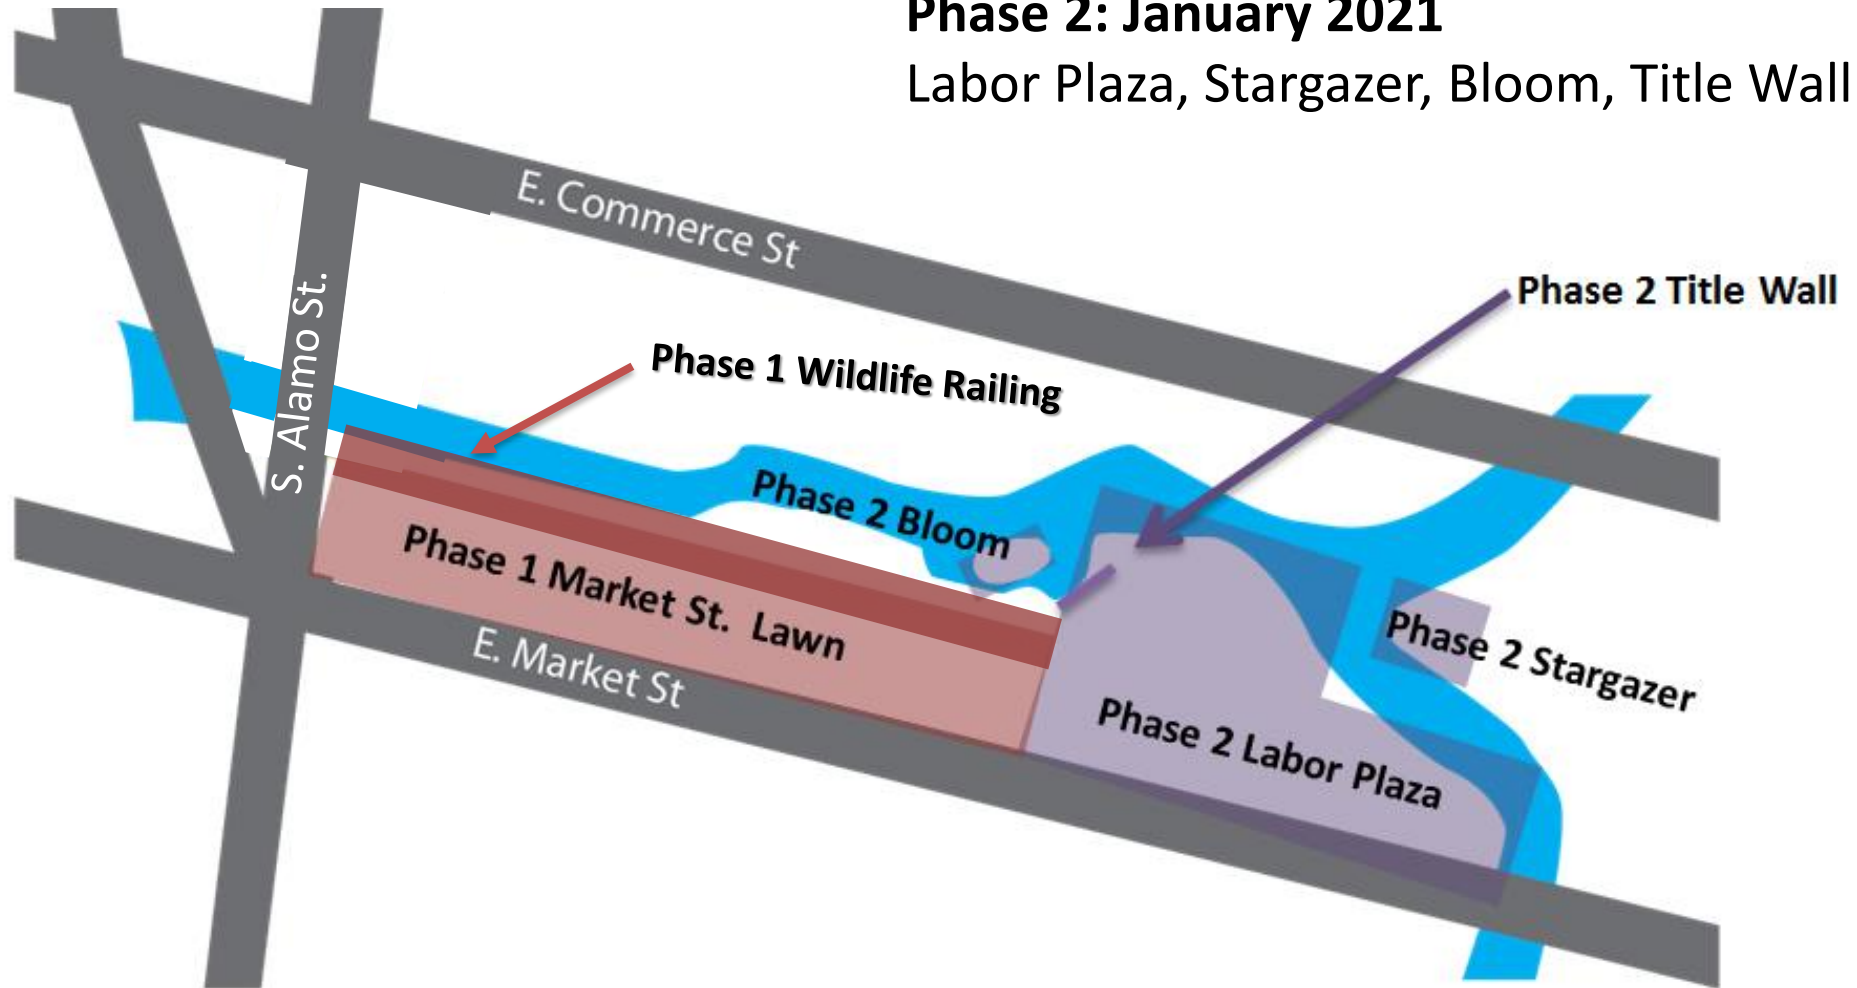 Phase 2: January 2021
Labor Plaza, Stargazer, Bloom, Title Wall
E. Commerce St
Phase 2 Title Wall
S. Alamo St.
Phase 1 Wildlife Railing
Phase 2 Bloom
Phase 1 Market St. Lawn
Phase 2 Stargazer
E. Market St
Phase 2 Labor Plaza